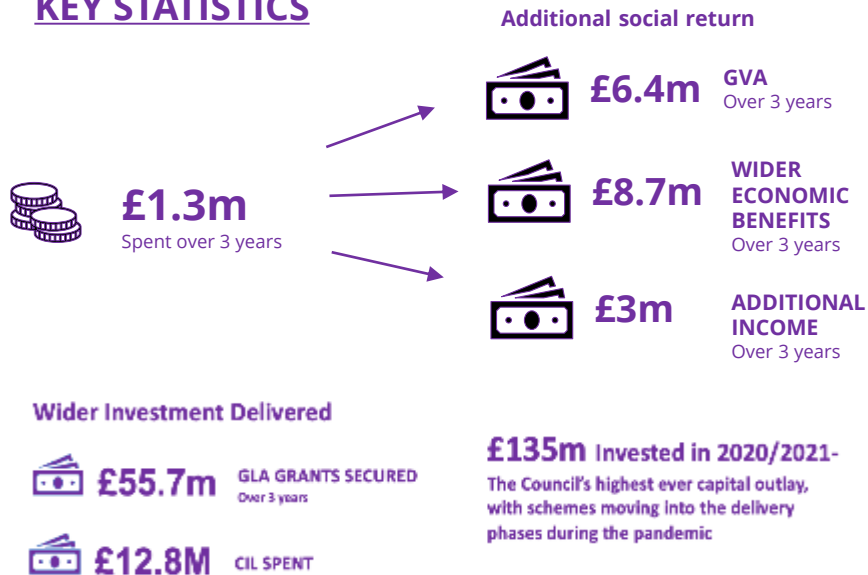 KEY STATISTICS
Additional social return
£6.4m
GVA
Over 3 years
£1.3m
Spent over 3 years
£8.7m
WIDER
ECONOMIC
BENEFITS
Over 3 years
£3m
ADDITIONAL
INCOME
Over 3 years
Wider Investment Delivered
£55.7m
GLA GRANTS SECURED
Over 3 years
£12.8M
CIL SPENT
£135m Invested in 2020/2021-
The Council's highest ever capital outlay,
with schemes moving into the delivery
phases during the pandemic